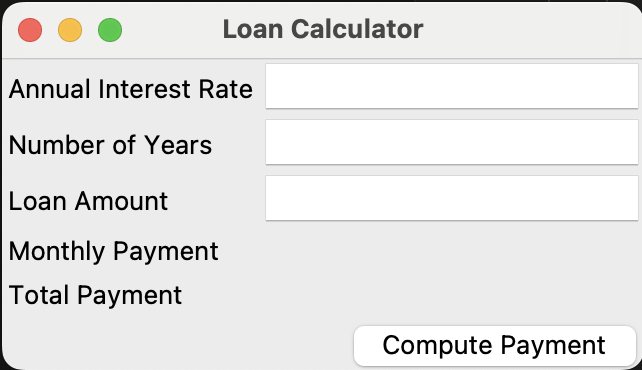 Loan Calculator
Annual Interest Rate
Number of Years
Loan Amount
Monthly Payment
Total Payment
Compute Payment